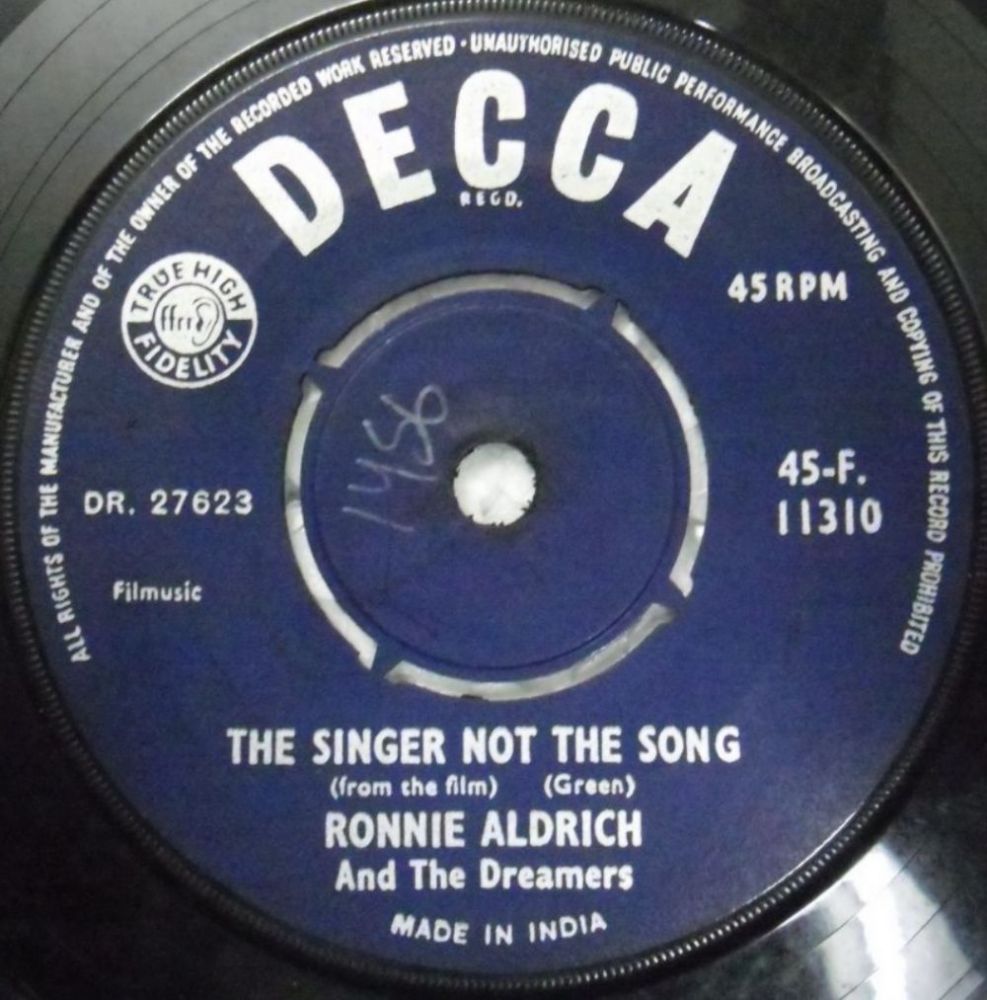 ALL RIGHTS OF THE MANUFACTURER AND OF THE OWNER OF THE RECORDED WORK RESERVED · UNAUTHORISED PUBLIC PERFORMANCE BROADCASTING AND COPYING OF THIS RECORD PROHIBITED
DECCA
REGD.
TRUE HIGH
ffrr
FIDELITY
45 RPM
1456
DR. 27623
45-F.
11310
Filmusic
THE SINGER NOT THE SONG
(from the film) (Green)
RONNIE ALDRICH
And The Dreamers
MADE IN INDIA